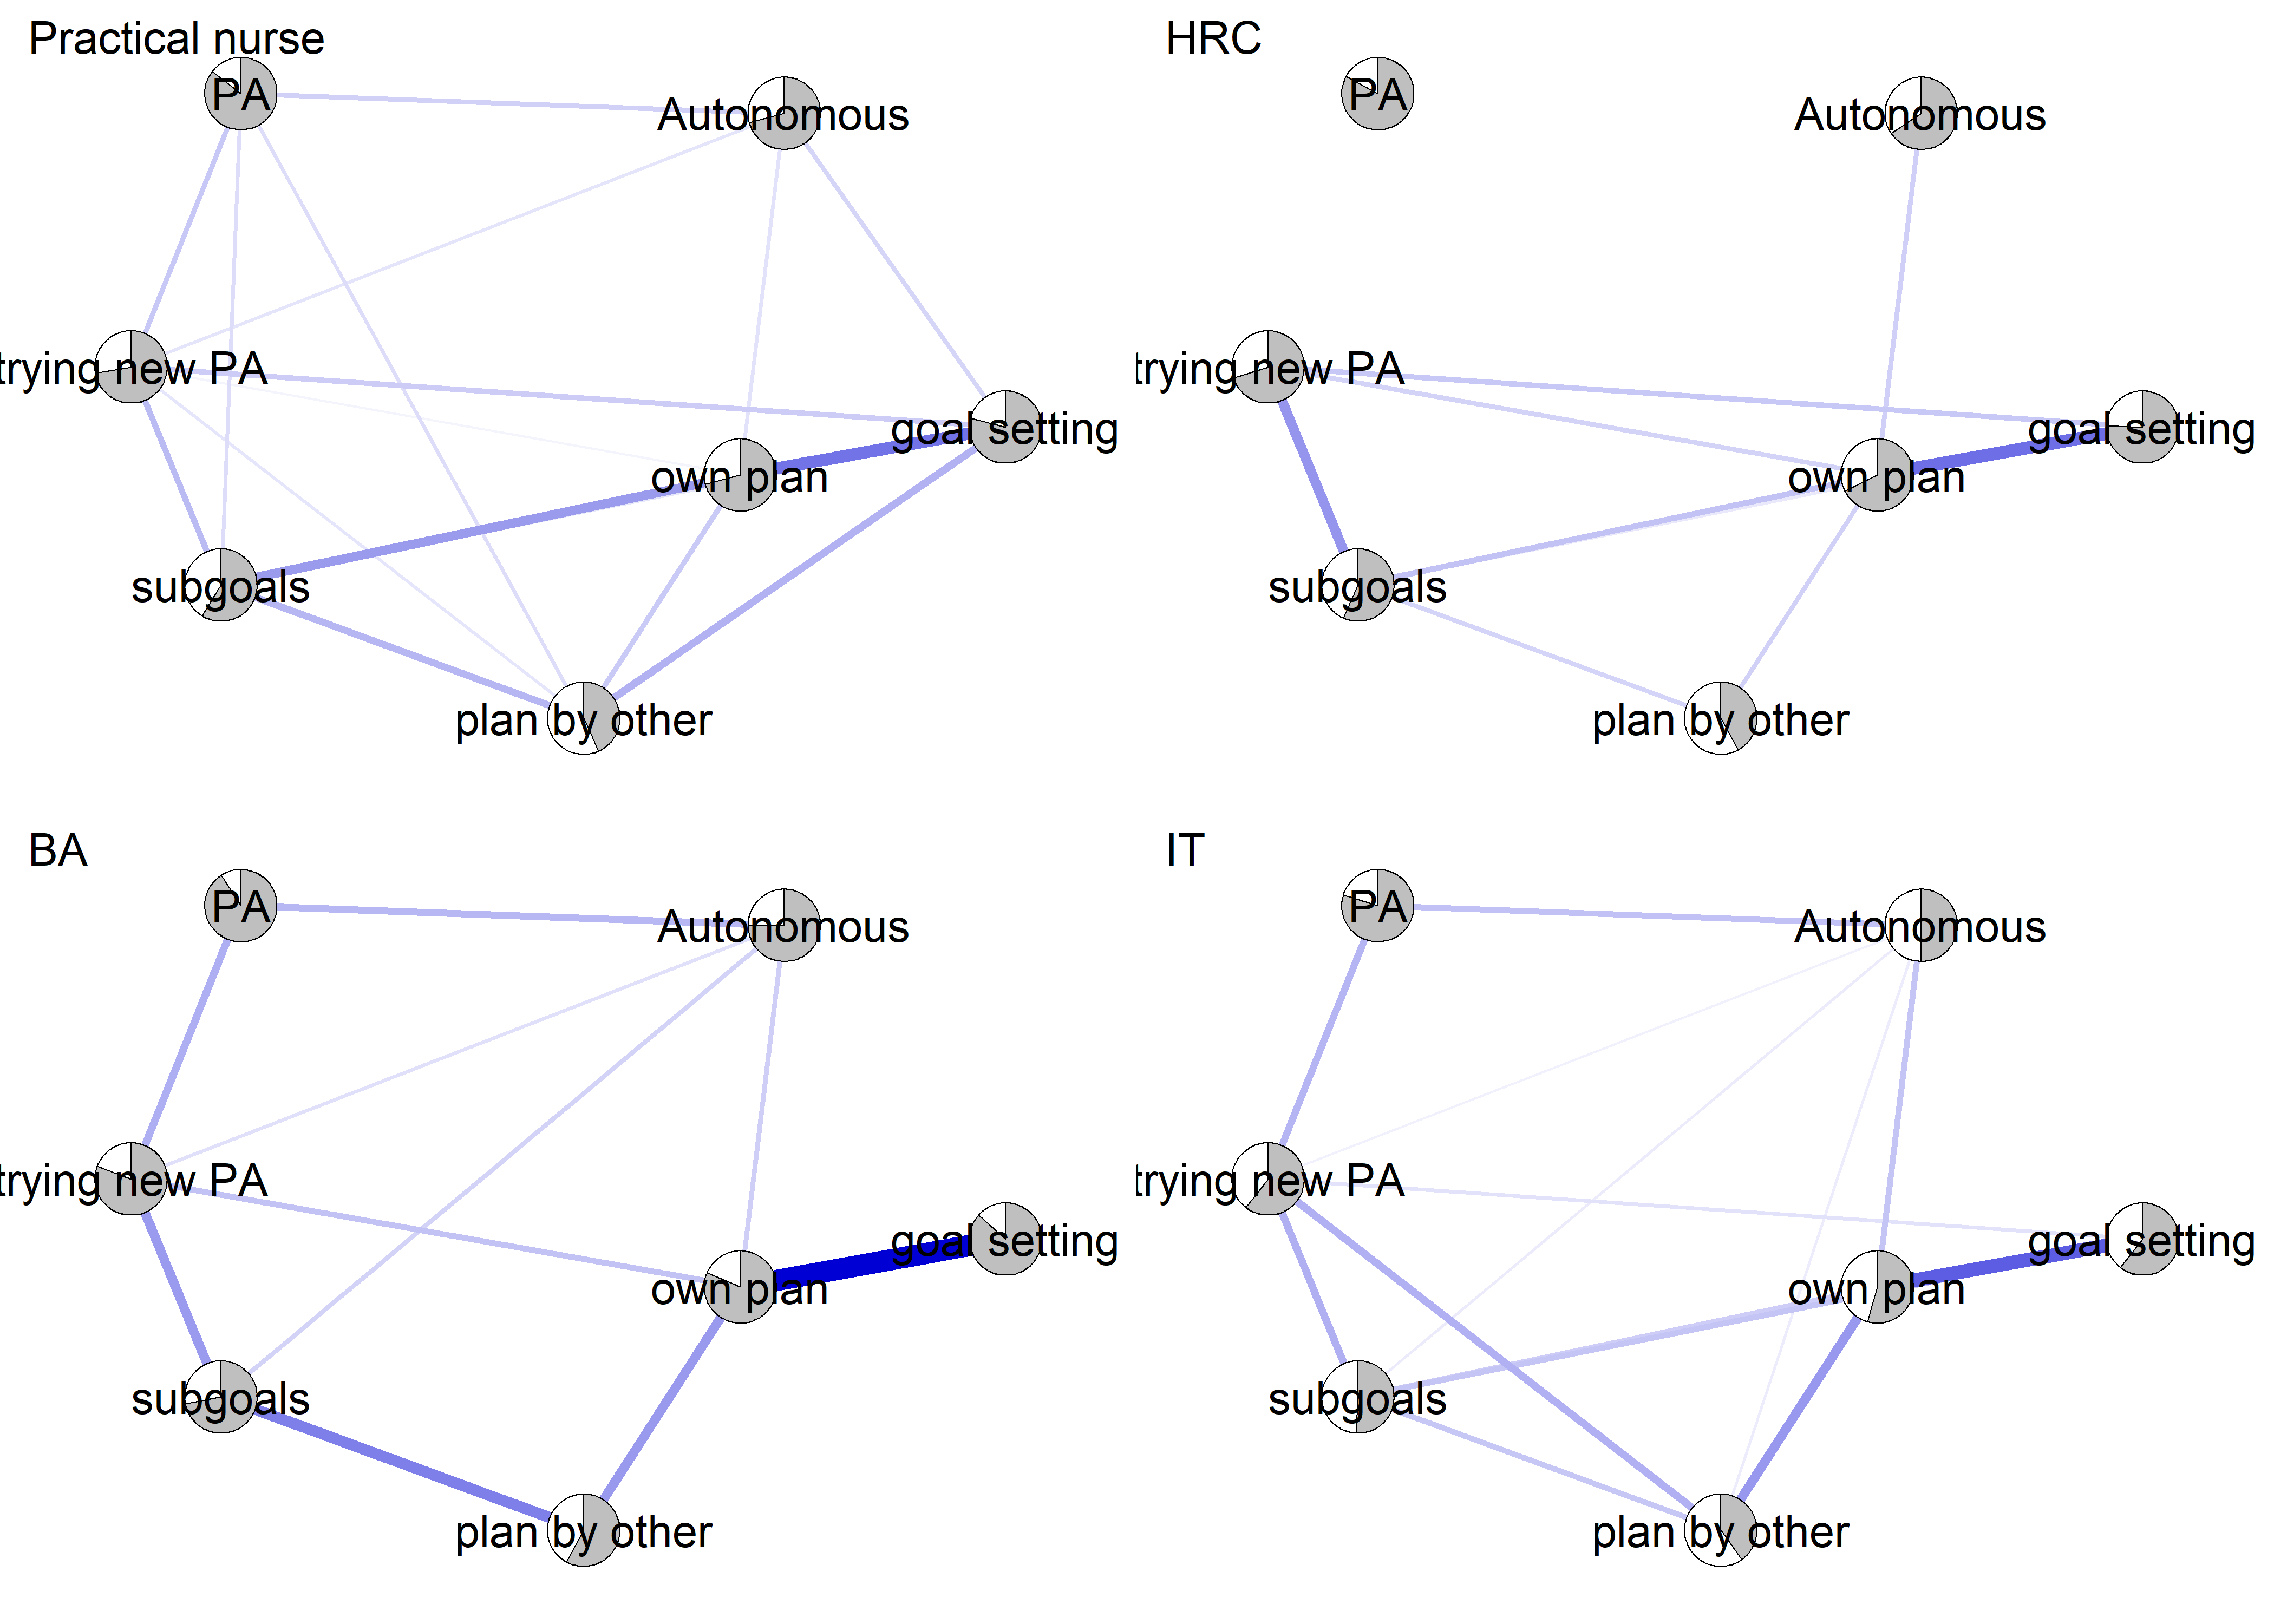 Practical nurse
PA
Autonomous
trying new PA
goal setting
own plan
subgoals
plan by other
HRC
PA
Autonomous
trying new PA
goal setting
own plan
subgoals
plan by other
BA
PA
Autonomous
trying new PA
goal setting
own plan
subgoals
plan by other
IT
PA
Autonomous
trying new PA
goal setting
own plan
subgoals
plan by other